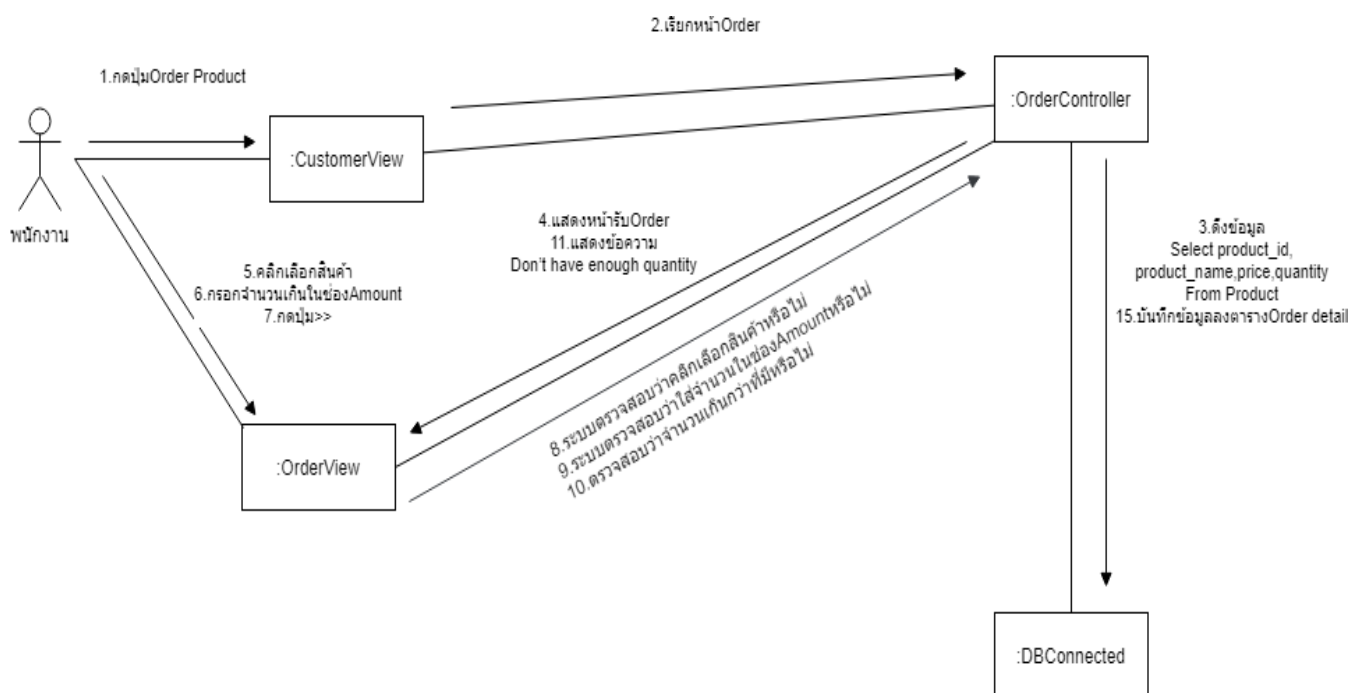 2.เรียกหน้าOrder
1.กดปุ่มOrder Product
:OrderController
:CustomerView
พนักงาน
4.แสดงหน้ารับOrder
11.แสดงข้อความ
Don't have enough quantity
3.ดึงข้อมูล
Select product_id,
product_name,price,quantity
From Product
15.บันทึกข้อมูลลงตารางOrder detail
5.คลิกเลือกสินค้า
6.กรอกจำนวนเกินในช่องAmount
7.กดปุ่ม>>
8.ระบบตรวจสอบว่าคลิกเลือกสินค้าหรือไม่
9.ระบบตรวจสอบว่าใส่จำนวนในช่องAmountหรือไม่
10.ตรวจสอบว่าจำนวนเกินกว่าที่มีหรือไม่
:OrderView
:DBConnected